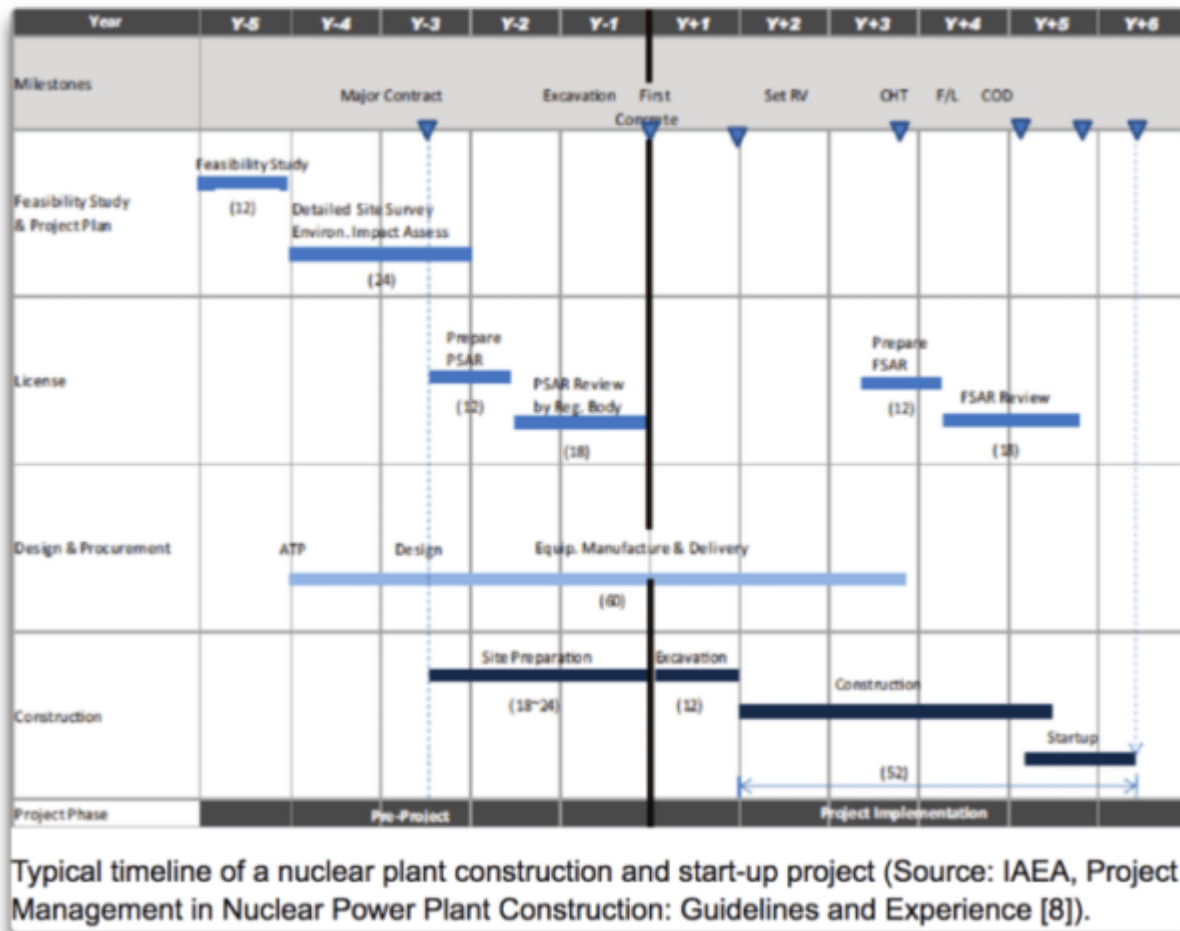 Year Y-5 Y-4 Y-3 Y-2 Y-1 Y+1 Y+2 Y+3 Y+4 Y+5 Y+6
Milestones
Major Contract Excavation First Set RV CHT F/L COD
Concrete
Feasibility Study
Feasibility Study
& Project Plan
(12)
Detailed Site Survey
Environ. Impact Assess
(24)
License
Prepare
PSAR
(12)
PSAR Review
by Reg. Body
(18)
Prepare
FSAR
(12)
FSAR Review
(18)
Design & Procurement ATP Design Equip. Manufacture & Delivery
(60)
Construction
Site Preparation Excavation
(18~24) (12)
Construction
Startup
(52)
Project Phase Pre-Project Project Implementation
Typical timeline of a nuclear plant construction and start-up project (Source: IAEA, Project
Management in Nuclear Power Plant Construction: Guidelines and Experience [8]).